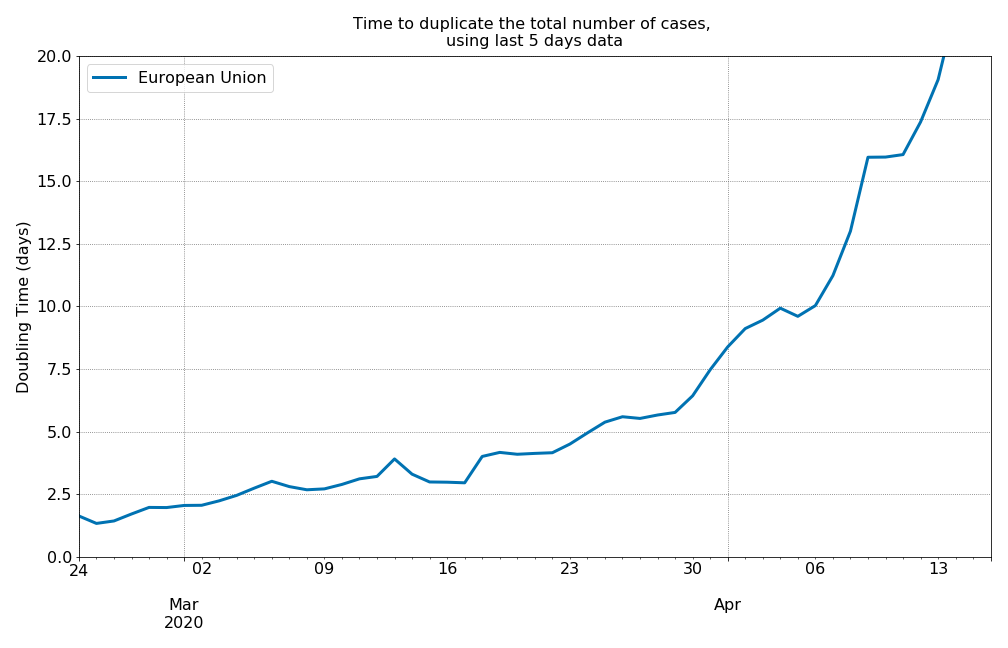 Time to duplicate the total number of cases,
using last 5 days data
European Union
Doubling Time (days)
20.0
17.5
15.0
12.5
10.0
7.5
5.0
2.5
0.0
24 02 09 16 23 30 06 13
Mar Apr
2020